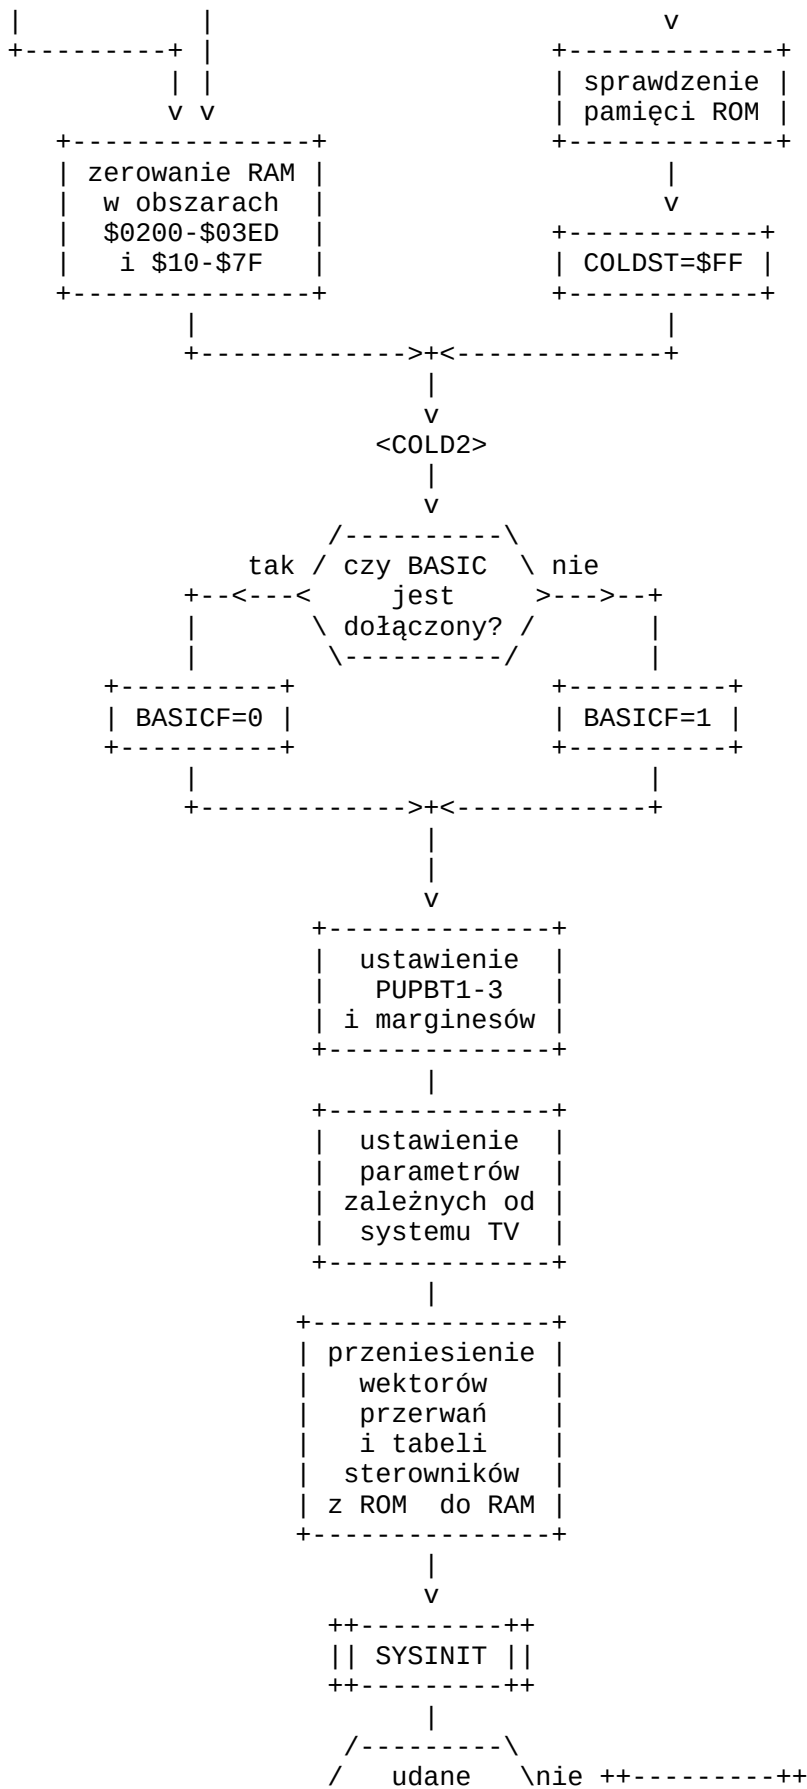 |           |                             v
+----------+ |                     +-------------+
           | |                     | sprawdzenie |
           v v                     | pamięci ROM |
   +---------------+               +-------------+
   | zerowanie RAM |                      |
   |  w obszarach  |                      v
   |  $0200-$03ED  |               +------------+
   |   i $10-$7F   |               | COLDST=$FF |
   +---------------+               +------------+
           |                              |
           +------------->+<-------------+
                           |
                           v
                        <COLD2>
                           |
                           v
                     /----------\
                tak / czy BASIC  \ nie
           +--<---<     jest     >--->--+
           |       \ dołączony? /       |
           |        \----------/        |
      +----------+                +----------+
      | BASICF=0 |                | BASICF=1 |
      +----------+                +----------+
           |                            |
           +------------->+<------------+
                          |
                          |
                          v
                   +--------------+
                   |  ustawienie  |
                   |   PUPBT1-3   |
                   | i marginesów |
                   +--------------+
                          |
                   +--------------+
                   |  ustawienie  |
                   |  parametrów  |
                   | zależnych od |
                   |  systemu TV  |
                   +--------------+
                          |
                  +---------------+
                  | przeniesienie |
                  |   wektorów    |
                  |   przerwań    |
                  |   i tabeli    |
                  |  sterowników  |
                  | z ROM  do RAM |
                  +---------------+
                          |
                          v
                    ++---------++
                    || SYSINIT ||
                    ++---------++
                          |
                     /---------\
                    /   udane   \nie ++---------++